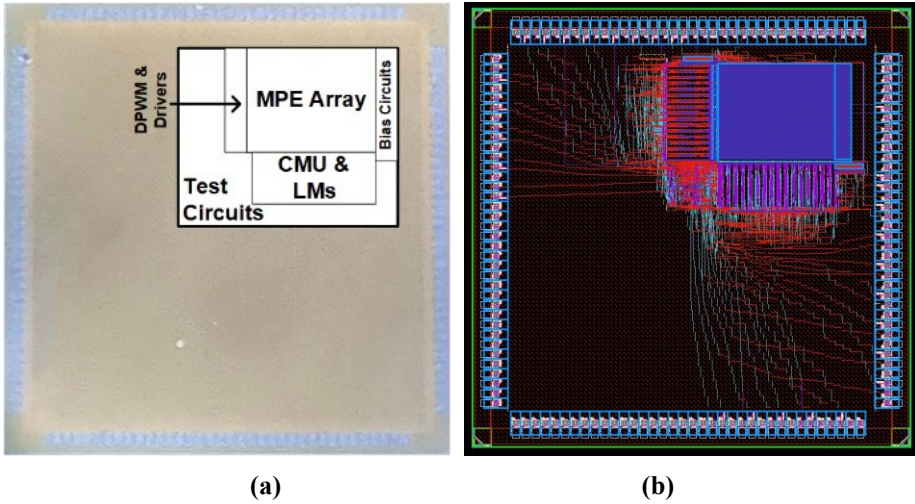 DPWM &
Drivers
MPE Array
Bias Circuits
CMU &
LMs
Test
Circuits
(a)
(b)